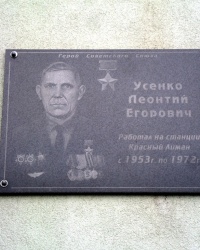 Герой Советского Союза
Усенко
Леонтий
Егорович
Работал на станции
Красный Лиман
с 1953г. по 1972г.